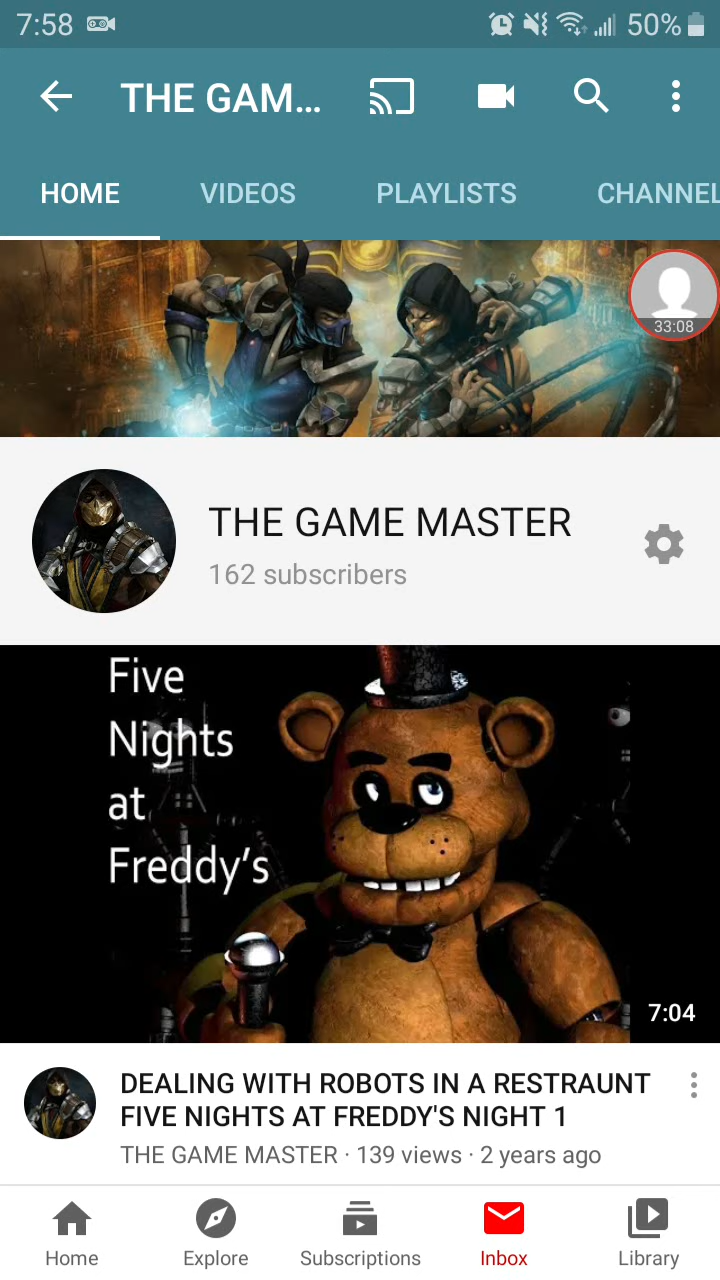 7:58 50%
THE GAM...
HOME VIDEOS PLAYLISTS CHANNEL
33:08
THE GAME MASTER
162 subscribers
Five
Nights
at
Freddy's
7:04
DEALING WITH ROBOTS IN A RESTRAUNT
FIVE NIGHTS AT FREDDY'S NIGHT 1
THE GAME MASTER · 139 views · 2 years ago
Home Explore Subscriptions Inbox Library